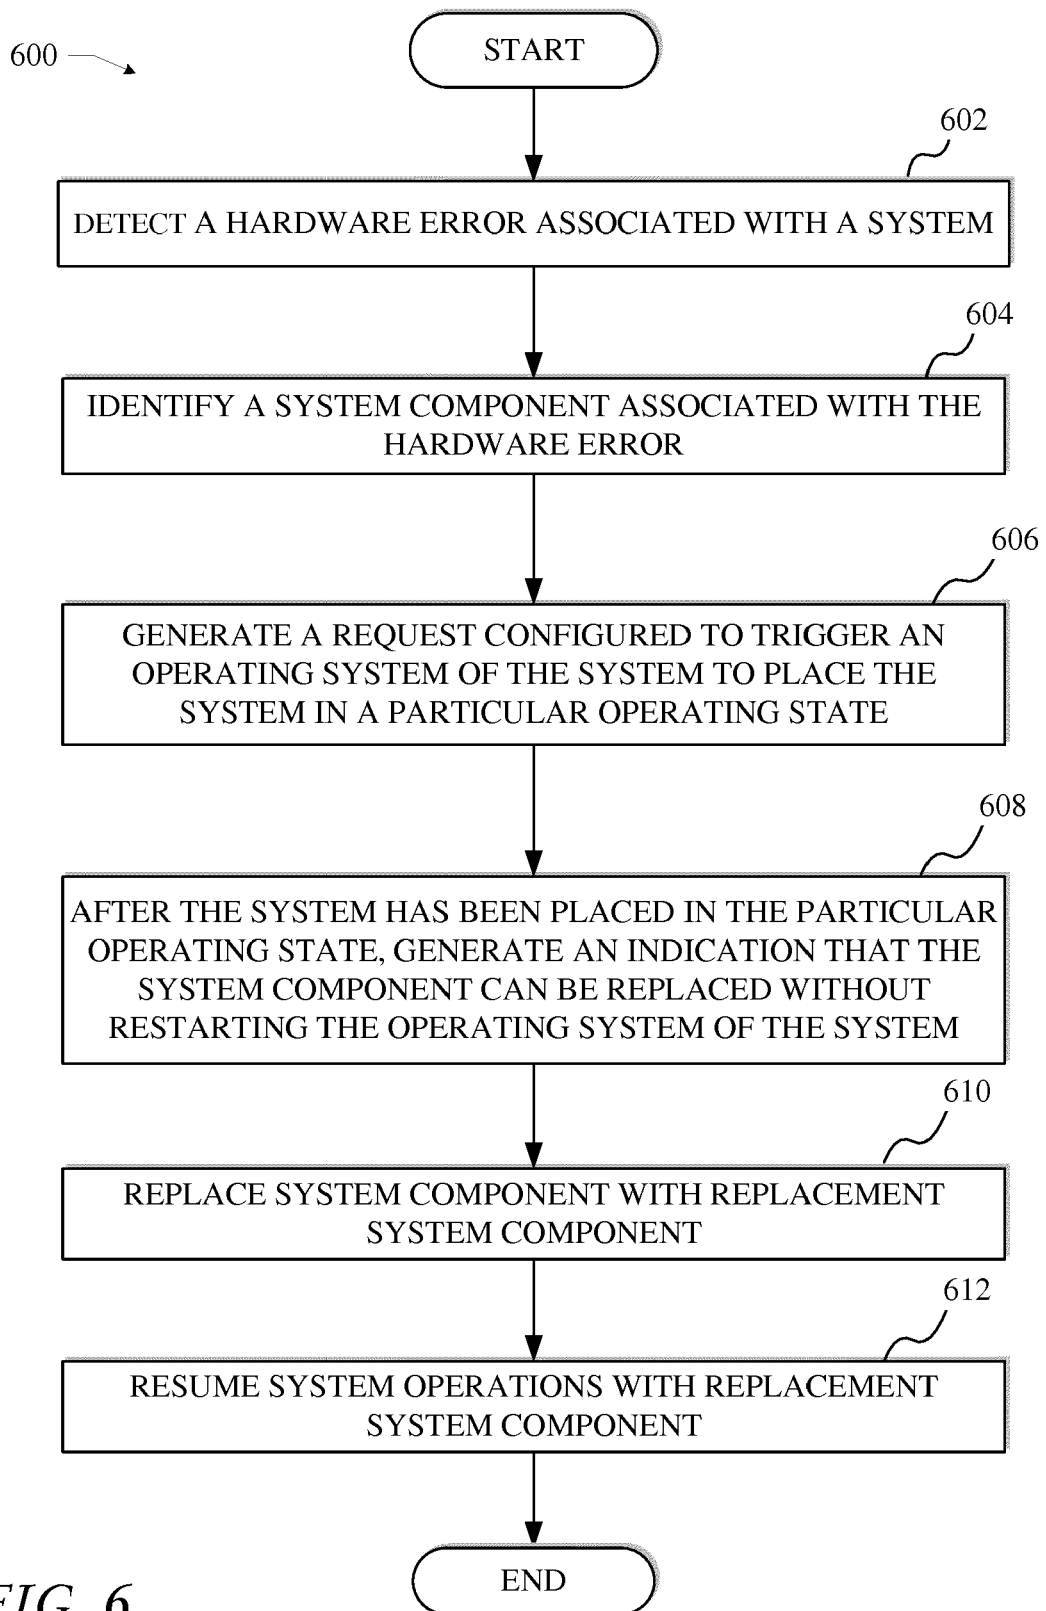 600
START
602
DETECT A HARDWARE ERROR ASSOCIATED WITH A SYSTEM
604
IDENTIFY A SYSTEM COMPONENT ASSOCIATED WITH THE
HARDWARE ERROR
606
GENERATE A REQUEST CONFIGURED TO TRIGGER AN
OPERATING SYSTEM OF THE SYSTEM TO PLACE THE
SYSTEM IN A PARTICULAR OPERATING STATE
608
AFTER THE SYSTEM HAS BEEN PLACED IN THE PARTICULAR
OPERATING STATE, GENERATE AN INDICATION THAT THE
SYSTEM COMPONENT CAN BE REPLACED WITHOUT
RESTARTING THE OPERATING SYSTEM OF THE SYSTEM
610
REPLACE SYSTEM COMPONENT WITH REPLACEMENT
SYSTEM COMPONENT
612
RESUME SYSTEM OPERATIONS WITH REPLACEMENT
SYSTEM COMPONENT
END
FIG. 6